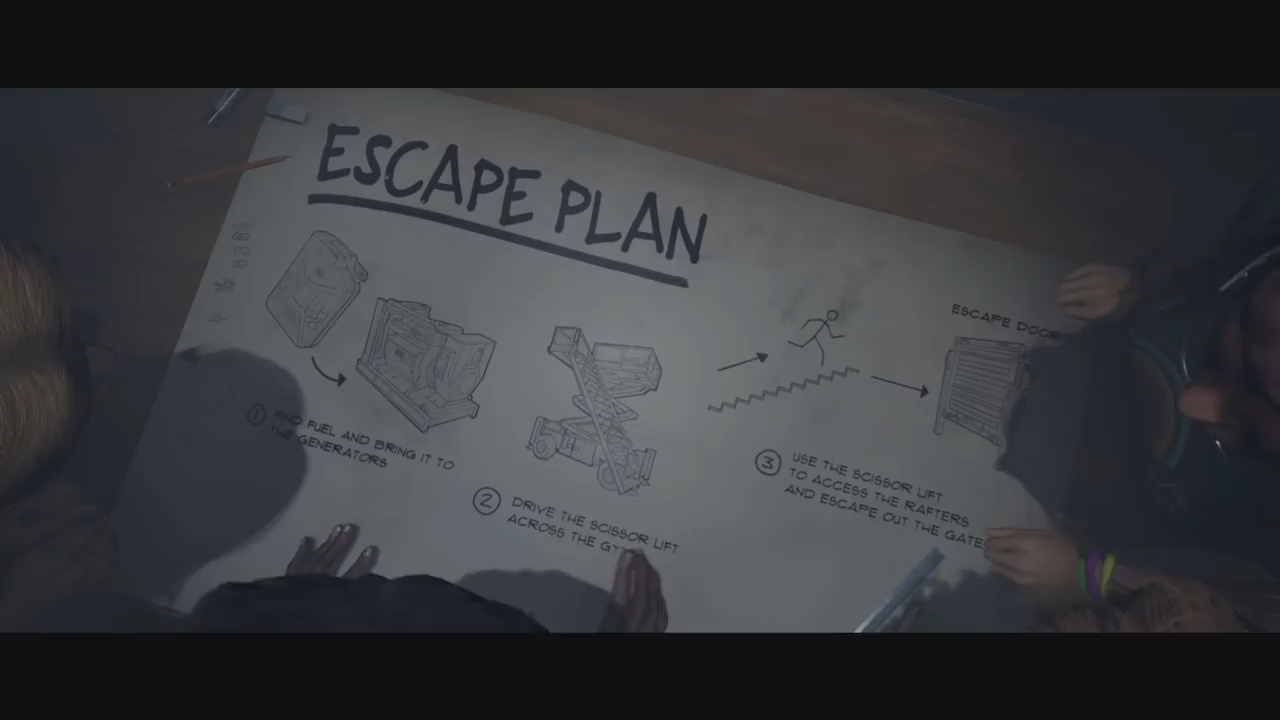 ESCAPE PLAN
ESCAPE DOOR
1 FIND FUEL AND BRING IT TO
THE GENERATORS
2 DRIVE THE SCISSOR LIFT
ACROSS THE
3 USE THE SCISSOR LIFT
TO ACCESS THE RAFTERS
AND ESCAPE OUT THE GATES